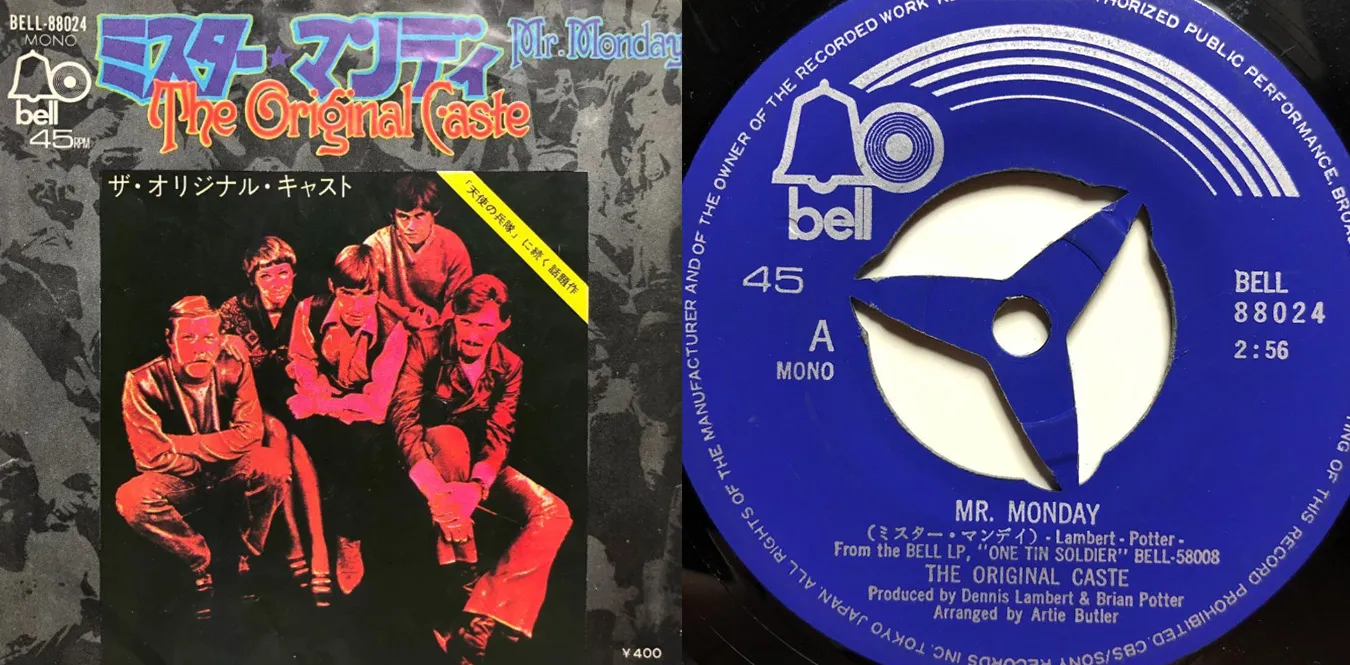 BELL-88024
MONO
bell
45RPM
ミスター★マンディ
Mr. Monday
The Original Caste
ザ・オリジナル・キャスト
「天使の兵隊」に続く話題作
¥400
ALL RIGHTS OF THE MANUFACTURER AND OF THE OWNER OF THE RECORDED WORK
AUTHORIZED PUBLIC PERFORMANCE, BROAD
ING OF THIS RECORD PROHIBITED. CBS/SONY RECORDS INC. TOKYO JAPAN.
bell
45
A
MONO
BELL
88024
2:56
MR. MONDAY
(ミスター・マンデイ) - Lambert - Potter -
From the BELL LP, "ONE TIN SOLDIER" BELL-58008
THE ORIGINAL CASTE
Produced by Dennis Lambert & Brian Potter
Arranged by Artie Butler